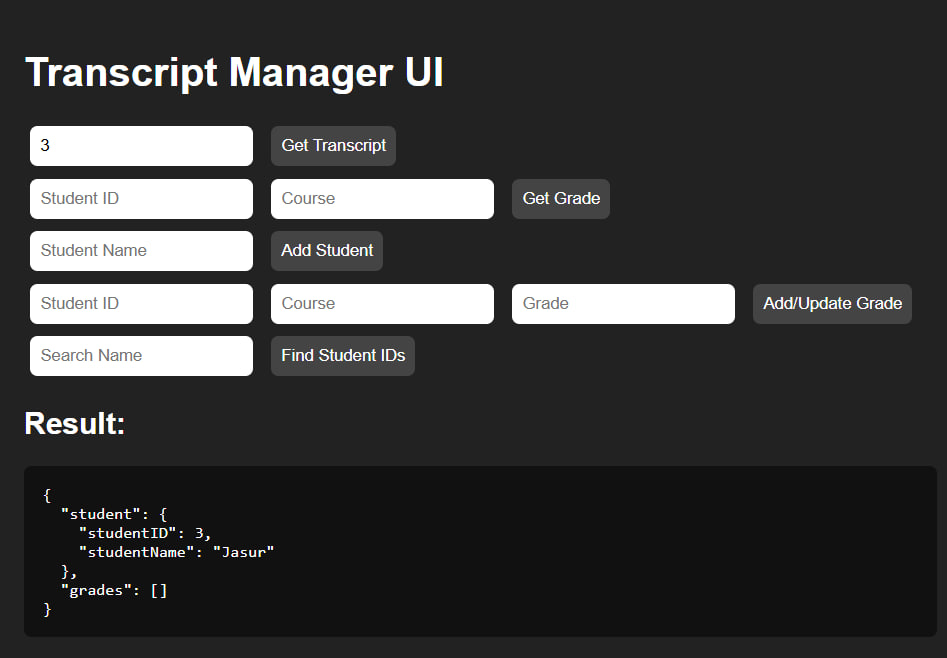 Transcript Manager UI
3 Get Transcript
Student ID Course Get Grade
Student Name Add Student
Student ID Course Grade Add/Update Grade
Search Name Find Student IDs
Result:
{
  "student": {
    "studentID": 3,
    "studentName": "Jasur"
  },
  "grades": []
}